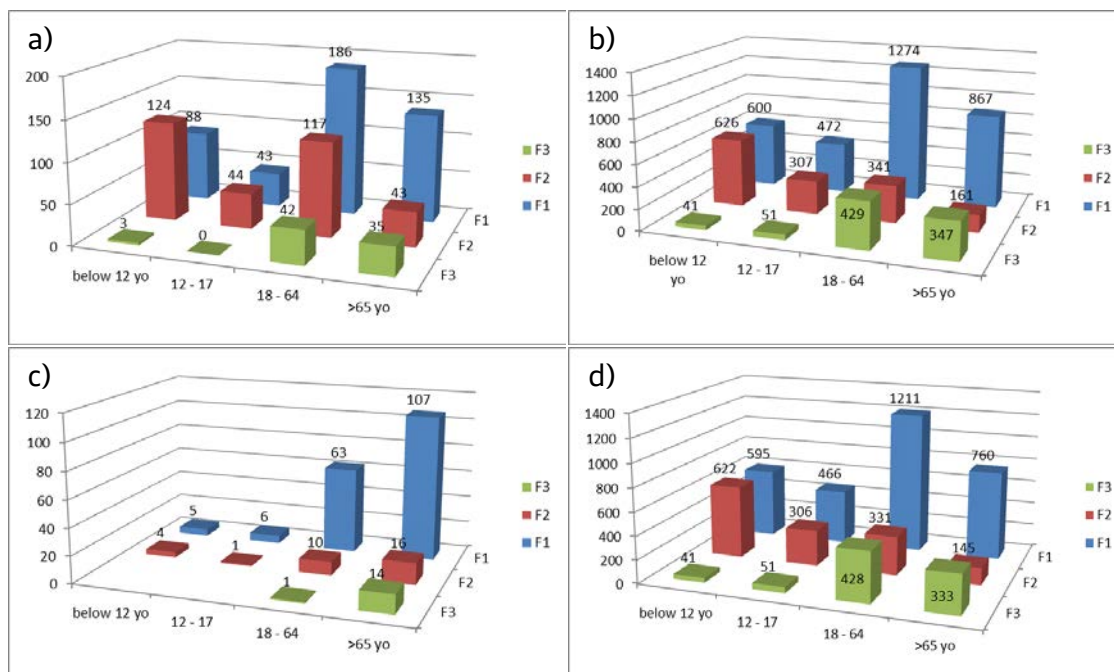 a)
200
150
100
50
0
124
88
44
43
117
186
43
135
3
0
42
35
below 12 yo
12 - 17
18 - 64
>65 yo
F1
F2
F3
F3
F2
F1
b)
1400
1200
1000
800
600
400
200
0
626
600
307
472
341
1274
161
867
41
51
429
347
below 12
yo
12 - 17
18 - 64
>65 yo
F1
F2
F3
F3
F2
F1
c)
120
100
80
60
40
20
0
4
5
1
6
10
63
16
107
1
14
below 12 yo
12 - 17
18 - 64
>65 yo
F1
F2
F3
F3
F2
F1
d)
1400
1200
1000
800
600
400
200
0
622
595
306
466
331
1211
145
760
41
51
428
333
below 12 yo
12 - 17
18 - 64
>65 yo
F1
F2
F3
F3
F2
F1